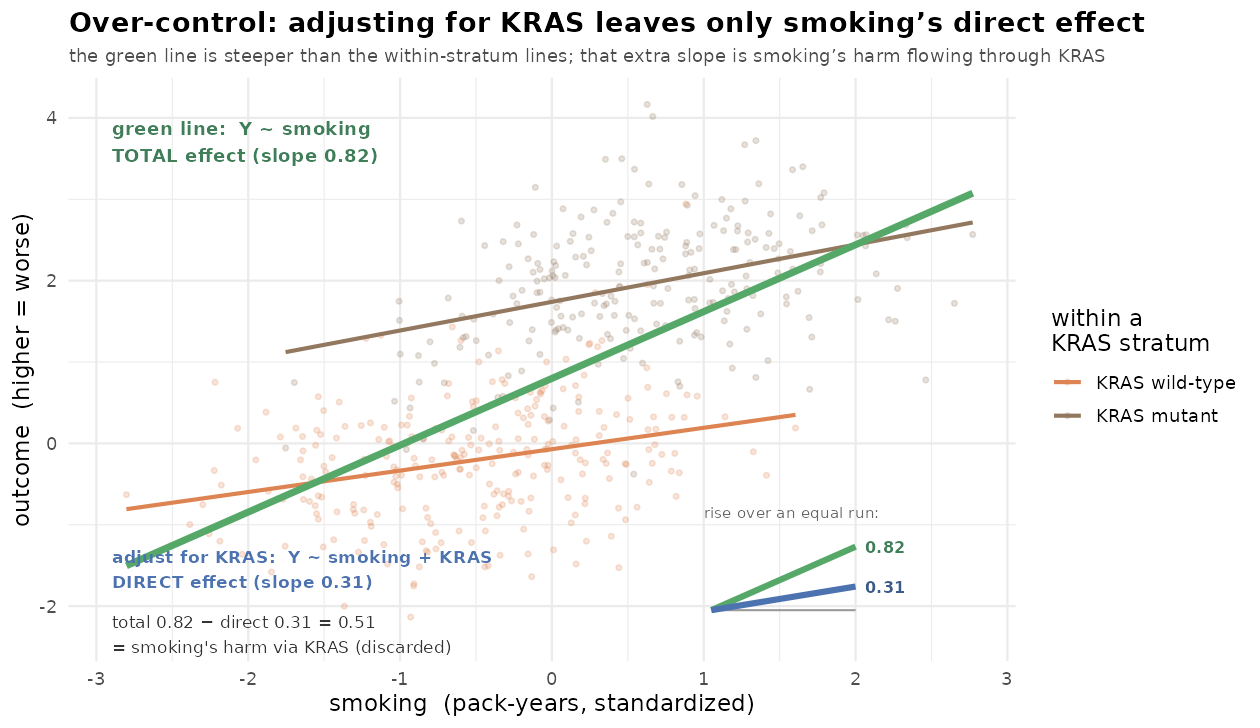 Over-control: adjusting for KRAS leaves only smoking’s direct effect
the green line is steeper than the within-stratum lines; that extra slope is smoking’s harm flowing through KRAS
green line:  Y ~ smoking
TOTAL effect (slope 0.82)
adjust for KRAS:  Y ~ smoking + KRAS
DIRECT effect (slope 0.31)
total 0.82 − direct 0.31 = 0.51
= smoking's harm via KRAS (discarded)
rise over an equal run:
0.82
0.31
4
2
0
-2
-3
-2
-1
0
1
2
3
outcome  (higher = worse)
smoking  (pack-years, standardized)
within a
KRAS stratum
KRAS wild-type
KRAS mutant